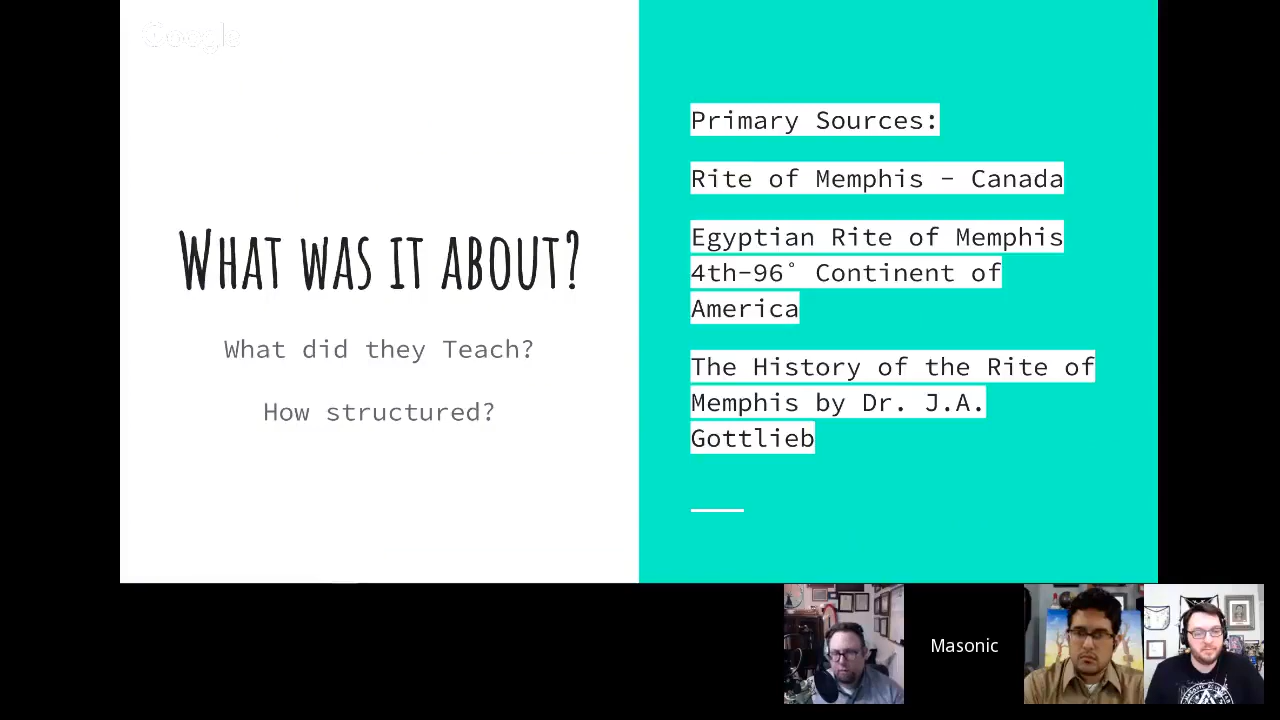 Google
What was it about?
What did they Teach?
How structured?
Primary Sources:
Rite of Memphis - Canada
Egyptian Rite of Memphis
4th-96° Continent of
America
The History of the Rite of
Memphis by Dr. J.A.
Gottlieb
Masonic